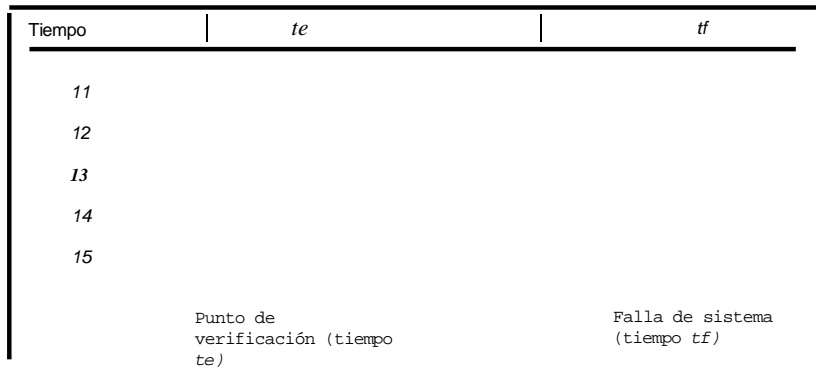 Tiempo te tf
11
12
13
14
15
Punto de
verificación (tiempo
te)
Falla de sistema
(tiempo tf)